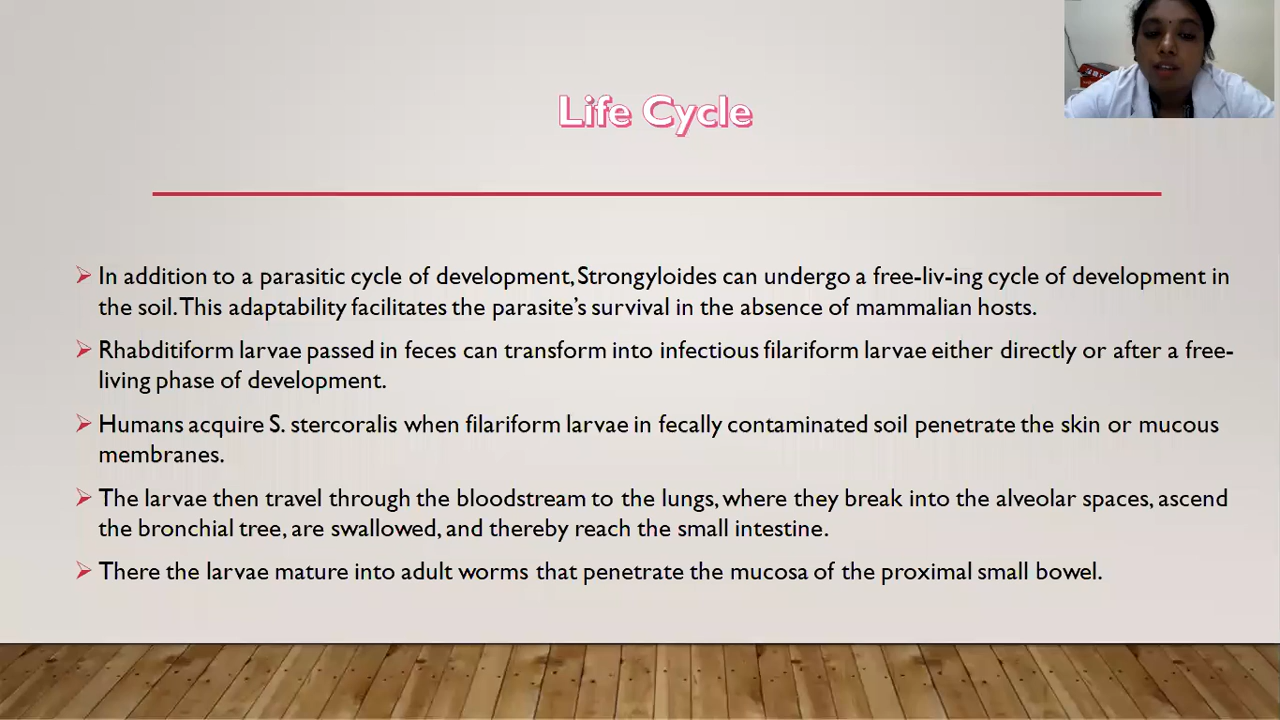 Life Cycle
In addition to a parasitic cycle of development, Strongyloides can undergo a free-liv-ing cycle of development in
the soil. This adaptability facilitates the parasite's survival in the absence of mammalian hosts.
Rhabditiform larvae passed in feces can transform into infectious filariform larvae either directly or after a free-
living phase of development.
Humans acquire S. stercoralis when filariform larvae in fecally contaminated soil penetrate the skin or mucous
membranes.
The larvae then travel through the bloodstream to the lungs, where they break into the alveolar spaces, ascend
the bronchial tree, are swallowed, and thereby reach the small intestine.
There the larvae mature into adult worms that penetrate the mucosa of the proximal small bowel.